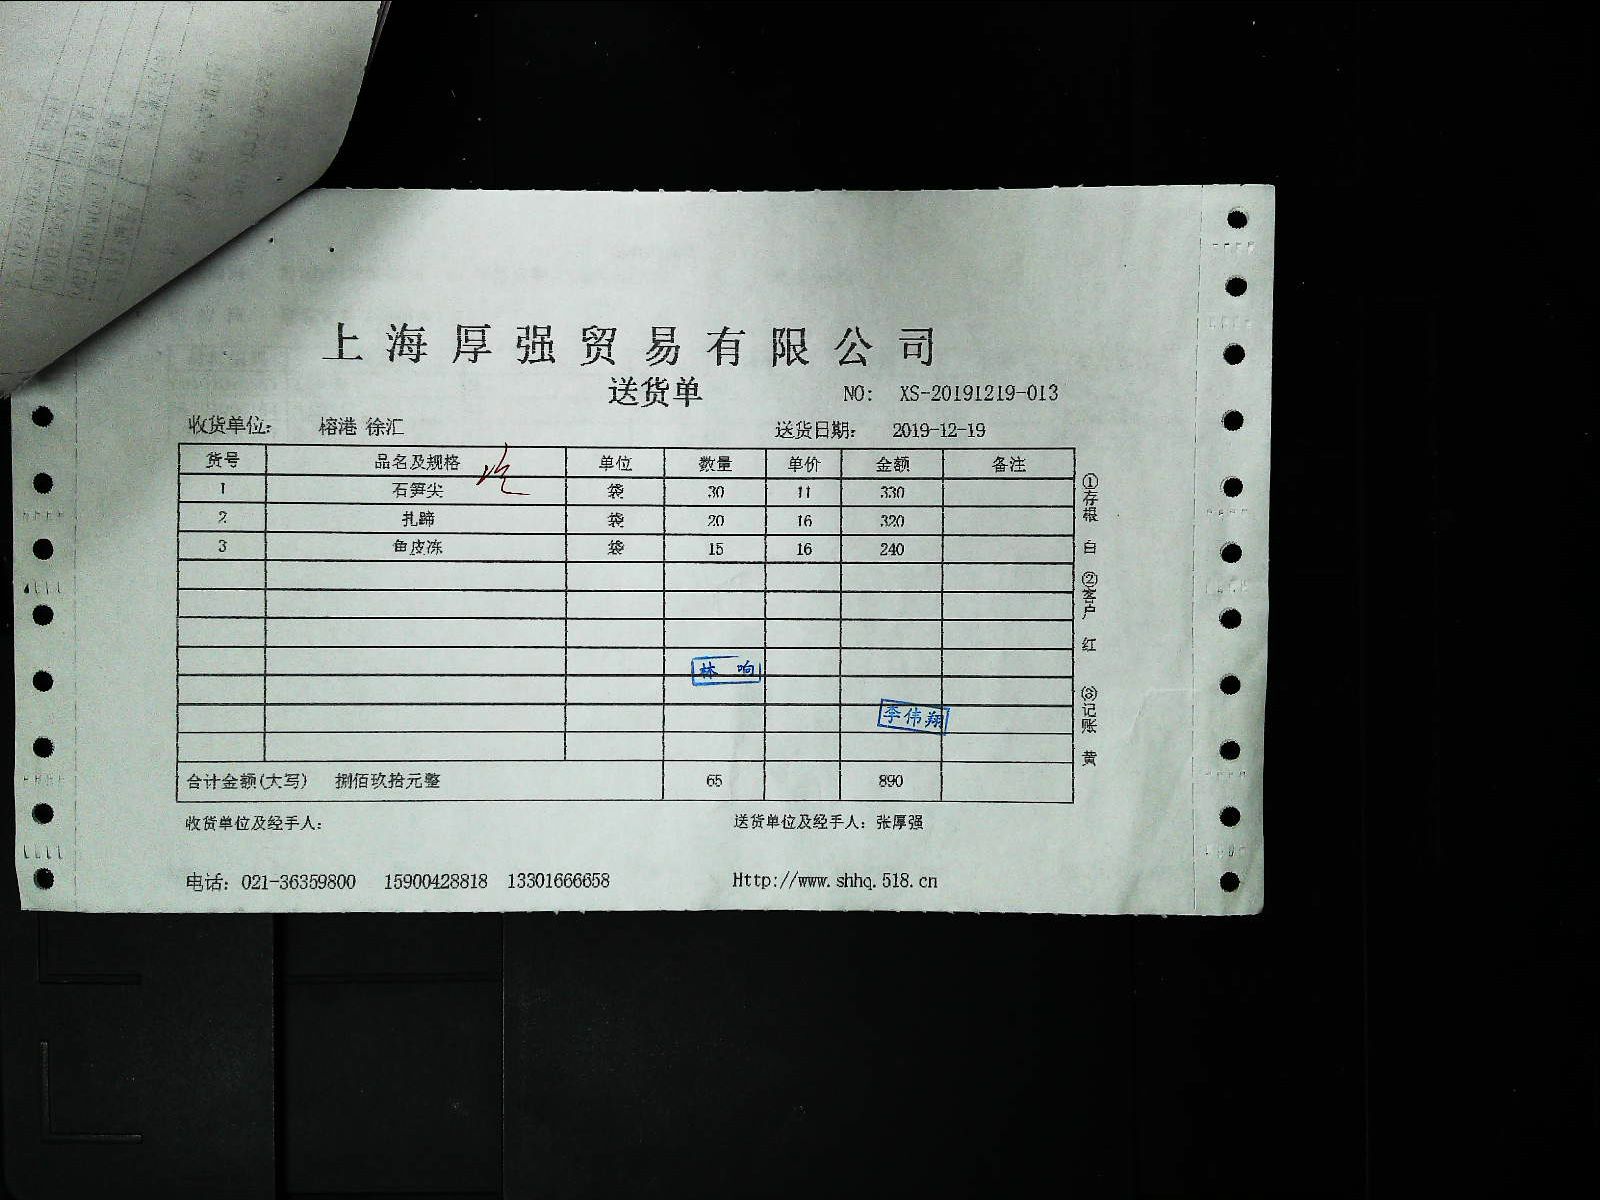 上海厚强贸易有限公司
送货单
NO: XS-20191219-013
收货单位: 榕港 徐汇 送货日期: 2019-12-19
货号 品名及规格 单位 数量 单价 金额 备注
1 石笋尖 袋 30 11 330
2 扎蹄 袋 20 16 320
3 鱼皮冻 袋 15 16 240
林响
李伟翔
合计金额(大写) 捌佰玖拾元整 65 890
收货单位及经手人: 送货单位及经手人: 张厚强
电话: 021-36359800 15900428818 13301666658 Http://www.shhq.518.cn
①存根 白 ②客户 红 ③记账 黄